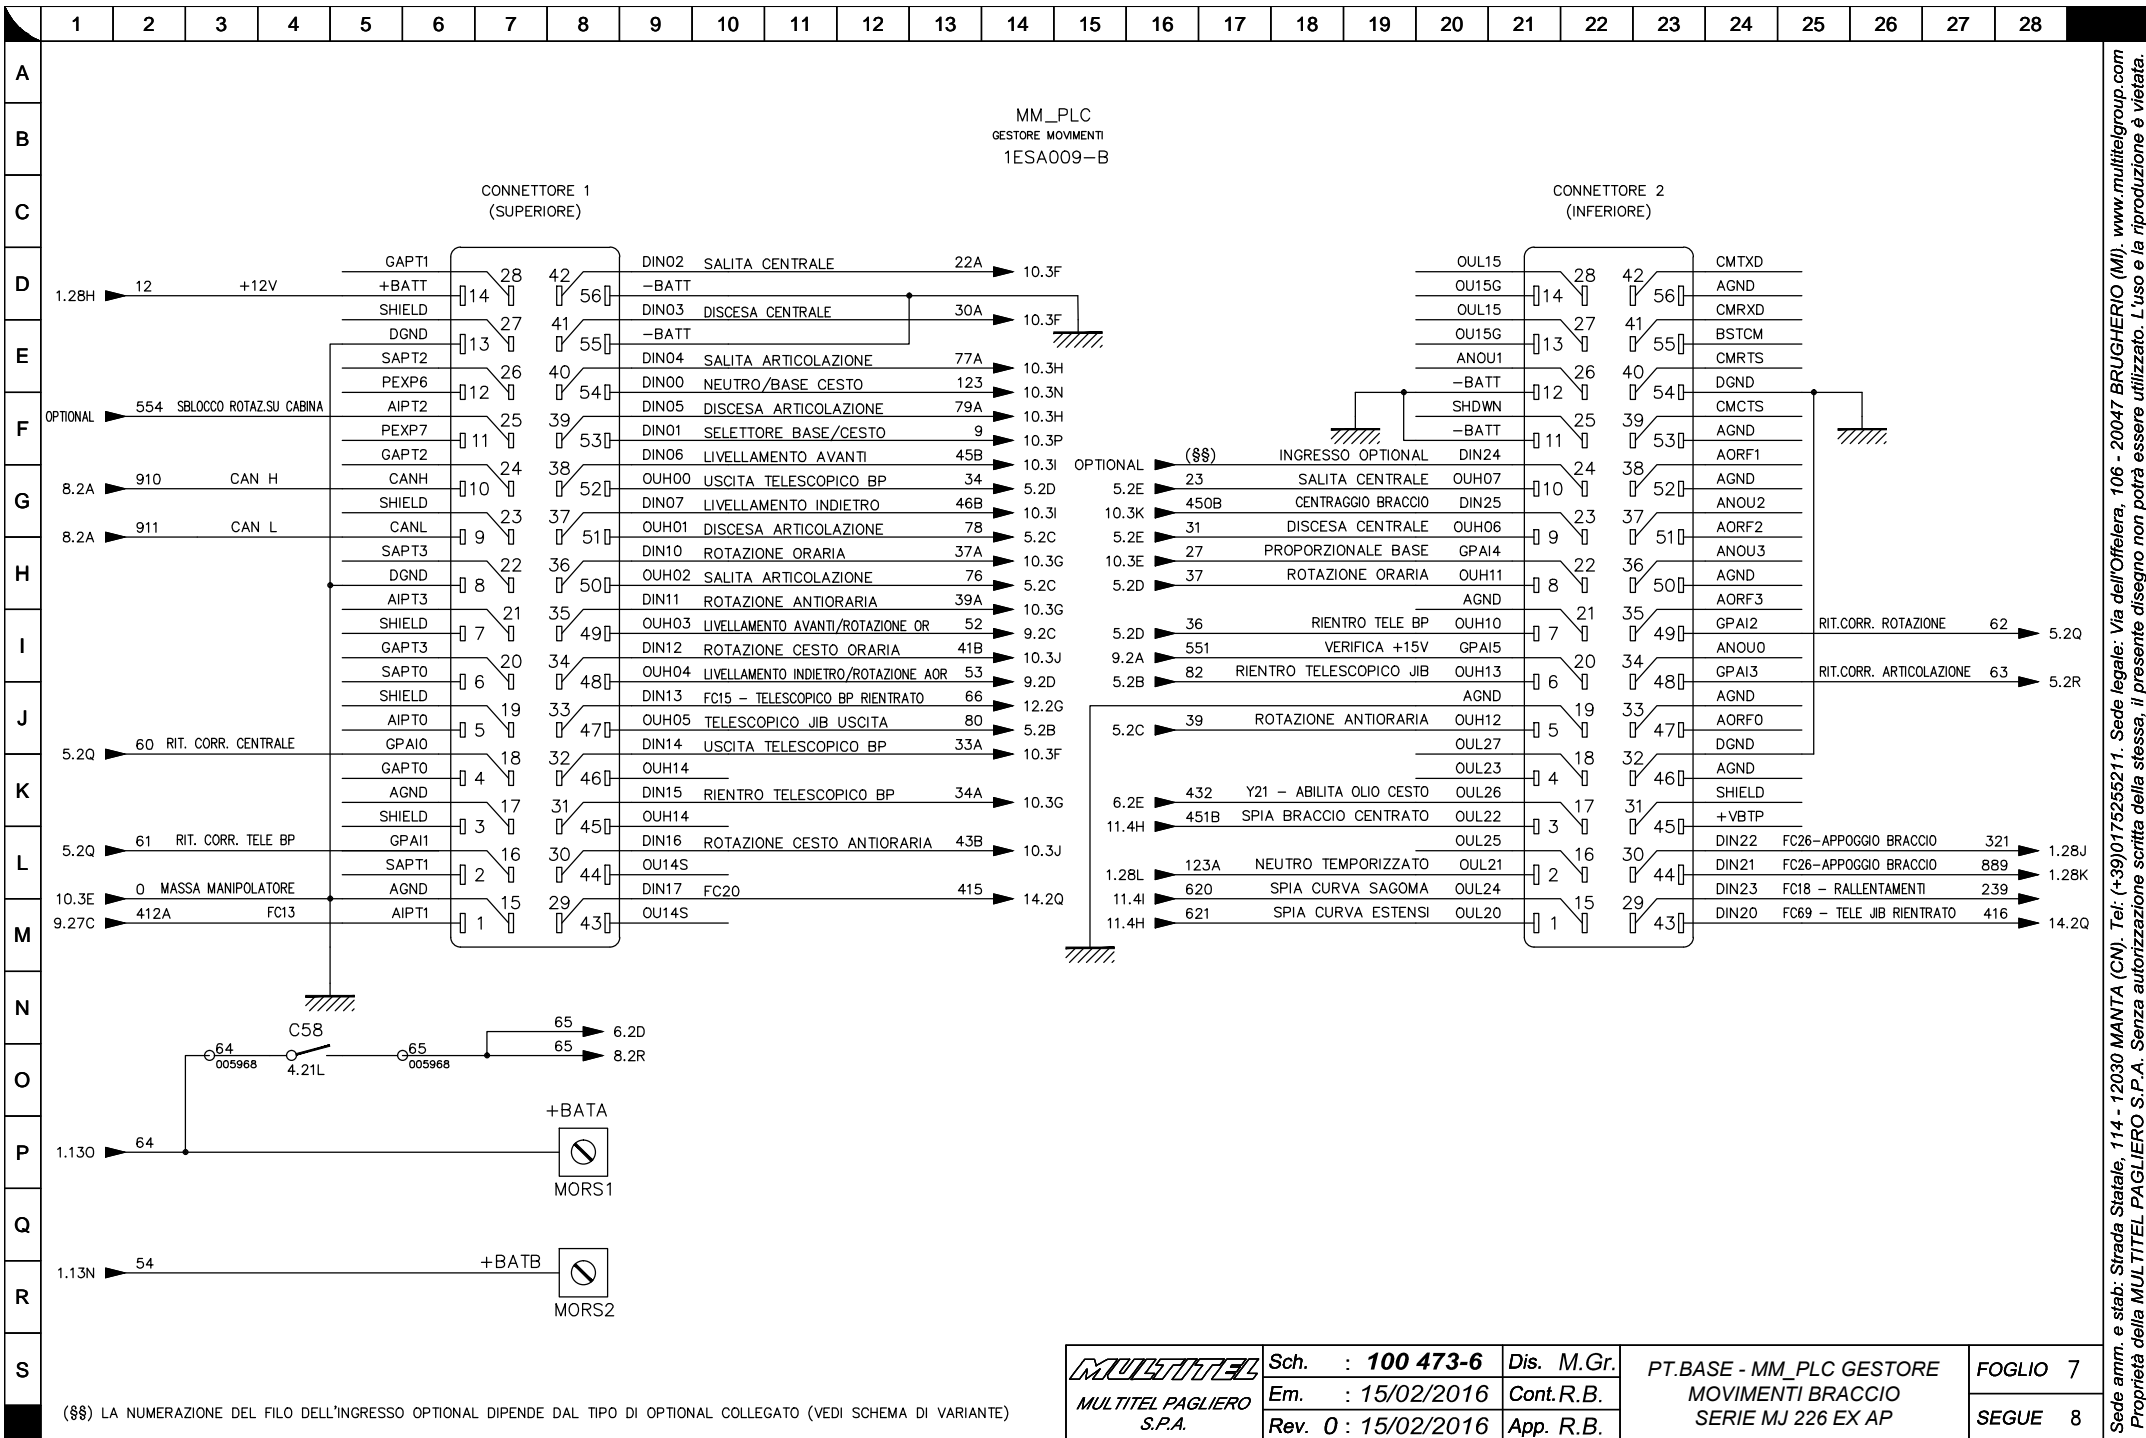 1 2 3 4 5 6 7 8 9 10 11 12 13 14 15 16 17 18 19 20 21 22 23 24 25 26 27 28
A
B
C
D
E
F
G
H
I
J
K
L
M
N
O
P
Q
R
S
MM_PLC
GESTORE MOVIMENTI
1ESA009-B
CONNETTORE 1
(SUPERIORE)
GAPT1 28
1.28H 12 +12V +BATT 14
SHIELD 27
DGND 13
SAPT2 26
PEXP6 12
OPTIONAL 554 SBLOCCO ROTAZ.SU CABINA AIPT2 25
PEXP7 11
GAPT2 24
8.2A 910 CAN H CANH 10
SHIELD 23
8.2A 911 CAN L CANL 9
SAPT3 22
DGND 8
AIPT3 21
SHIELD 7
GAPT3 20
SAPT0 6
SHIELD 19
AIPT0 5
5.2Q 60 RIT. CORR. CENTRALE GPAI0 18
GAPT0 4
AGND 17
SHIELD 3
5.2Q 61 RIT. CORR. TELE BP GPAI1 16
SAPT1 2
10.3E 0 MASSA MANIPOLATORE AGND 15
9.27C 412A FC13 AIPT1 1
42 DIN02 SALITA CENTRALE 22A 10.3F
56 -BATT
41 DIN03 DISCESA CENTRALE 30A 10.3F
55 -BATT
40 DIN04 SALITA ARTICOLAZIONE 77A 10.3H
54 DIN00 NEUTRO/BASE CESTO 123 10.3N
39 DIN05 DISCESA ARTICOLAZIONE 79A 10.3H
53 DIN01 SELETTORE BASE/CESTO 9 10.3P
38 DIN06 LIVELLAMENTO AVANTI 45B 10.3I
52 OUH00 USCITA TELESCOPICO BP 34 5.2D
37 DIN07 LIVELLAMENTO INDIETRO 46B 10.3I
51 OUH01 DISCESA ARTICOLAZIONE 78 5.2C
36 DIN10 ROTAZIONE ORARIA 37A 10.3G
50 OUH02 SALITA ARTICOLAZIONE 76 5.2C
35 DIN11 ROTAZIONE ANTIORARIA 39A 10.3G
49 OUH03 LIVELLAMENTO AVANTI/ROTAZIONE OR 52 9.2C
34 DIN12 ROTAZIONE CESTO ORARIA 41B 10.3J
48 OUH04 LIVELLAMENTO INDIETRO/ROTAZIONE AOR 53 9.2D
33 DIN13 FC15 - TELESCOPICO BP RIENTRATO 66 12.2G
47 OUH05 TELESCOPICO JIB USCITA 80 5.2B
32 DIN14 USCITA TELESCOPICO BP 33A 10.3F
46 OUH14
31 DIN15 RIENTRO TELESCOPICO BP 34A 10.3G
45 OUH14
30 DIN16 ROTAZIONE CESTO ANTIORARIA 43B 10.3J
44 OU14S
29 DIN17 FC20 415 14.2Q
43 OU14S
CONNETTORE 2
(INFERIORE)
OUL15 28
OU15G 14
OUL15 27
OU15G 13
ANOU1 26
-BATT 12
SHDWN 25
-BATT 11
OPTIONAL (§§) INGRESSO OPTIONAL DIN24 24
5.2E 23 SALITA CENTRALE OUH07 10
10.3K 450B CENTRAGGIO BRACCIO DIN25 23
5.2E 31 DISCESA CENTRALE OUH06 9
10.3E 27 PROPORZIONALE BASE GPAI4 22
5.2D 37 ROTAZIONE ORARIA OUH11 8
AGND 21
5.2D 36 RIENTRO TELE BP OUH10 7
9.2A 551 VERIFICA +15V GPAI5 20
5.2B 82 RIENTRO TELESCOPICO JIB OUH13 6
AGND 19
5.2C 39 ROTAZIONE ANTIORARIA OUH12 5
OUL27 18
OUL23 4
6.2E 432 Y21 - ABILITA OLIO CESTO OUL26 17
11.4H 451B SPIA BRACCIO CENTRATO OUL22 3
OUL25 16
1.28L 123A NEUTRO TEMPORIZZATO OUL21 2
11.4I 620 SPIA CURVA SAGOMA OUL24 15
11.4H 621 SPIA CURVA ESTENSI OUL20 1
42 CMTXD
56 AGND
41 CMRXD
55 BSTCM
40 CMRTS
54 DGND
39 CMCTS
53 AGND
38 AORF1
52 AGND
37 ANOU2
51 AORF2
36 ANOU3
50 AGND
35 AORF3
49 GPAI2 RIT.CORR. ROTAZIONE 62 5.2Q
34 ANOU0
48 GPAI3 RIT.CORR. ARTICOLAZIONE 63 5.2R
33 AGND
47 AORF0
32 DGND
46 AGND
31 SHIELD
45 +VBTP
30 DIN22 FC26-APPOGGIO BRACCIO 321 1.28J
44 DIN21 FC26-APPOGGIO BRACCIO 889 1.28K
29 DIN23 FC18 - RALLENTAMENTI 239
43 DIN20 FC69 - TELE JIB RIENTRATO 416 14.2Q
C58
64 65
005968 4.21L 005968
65 6.2D
65 8.2R
+BATA
1.13O 64
MORS1
+BATB
1.13N 54
MORS2
(§§) LA NUMERAZIONE DEL FILO DELL'INGRESSO OPTIONAL DIPENDE DAL TIPO DI OPTIONAL COLLEGATO (VEDI SCHEMA DI VARIANTE)
MULTITEL
MULTITEL PAGLIERO
S.P.A.
Sch. : 100 473-6 Dis. M.Gr.
Em. : 15/02/2016 Cont. R.B.
Rev. 0 : 15/02/2016 App. R.B.
PT.BASE - MM_PLC GESTORE
MOVIMENTI BRACCIO
SERIE MJ 226 EX AP
FOGLIO 7
SEGUE 8
Sede amm. e stab: Strada Statale, 114 - 12030 MANTA (CN). Tel: (+39)0175255211. Sede legale: Via dell'Offelera, 106 - 20047 BRUGHERIO (MI). www.multitelgroup.com
Proprietà della MULTITEL PAGLIERO S.P.A. Senza autorizzazione scritta della stessa, il presente disegno non potrà essere utilizzato. L'uso e la riproduzione è vietata.